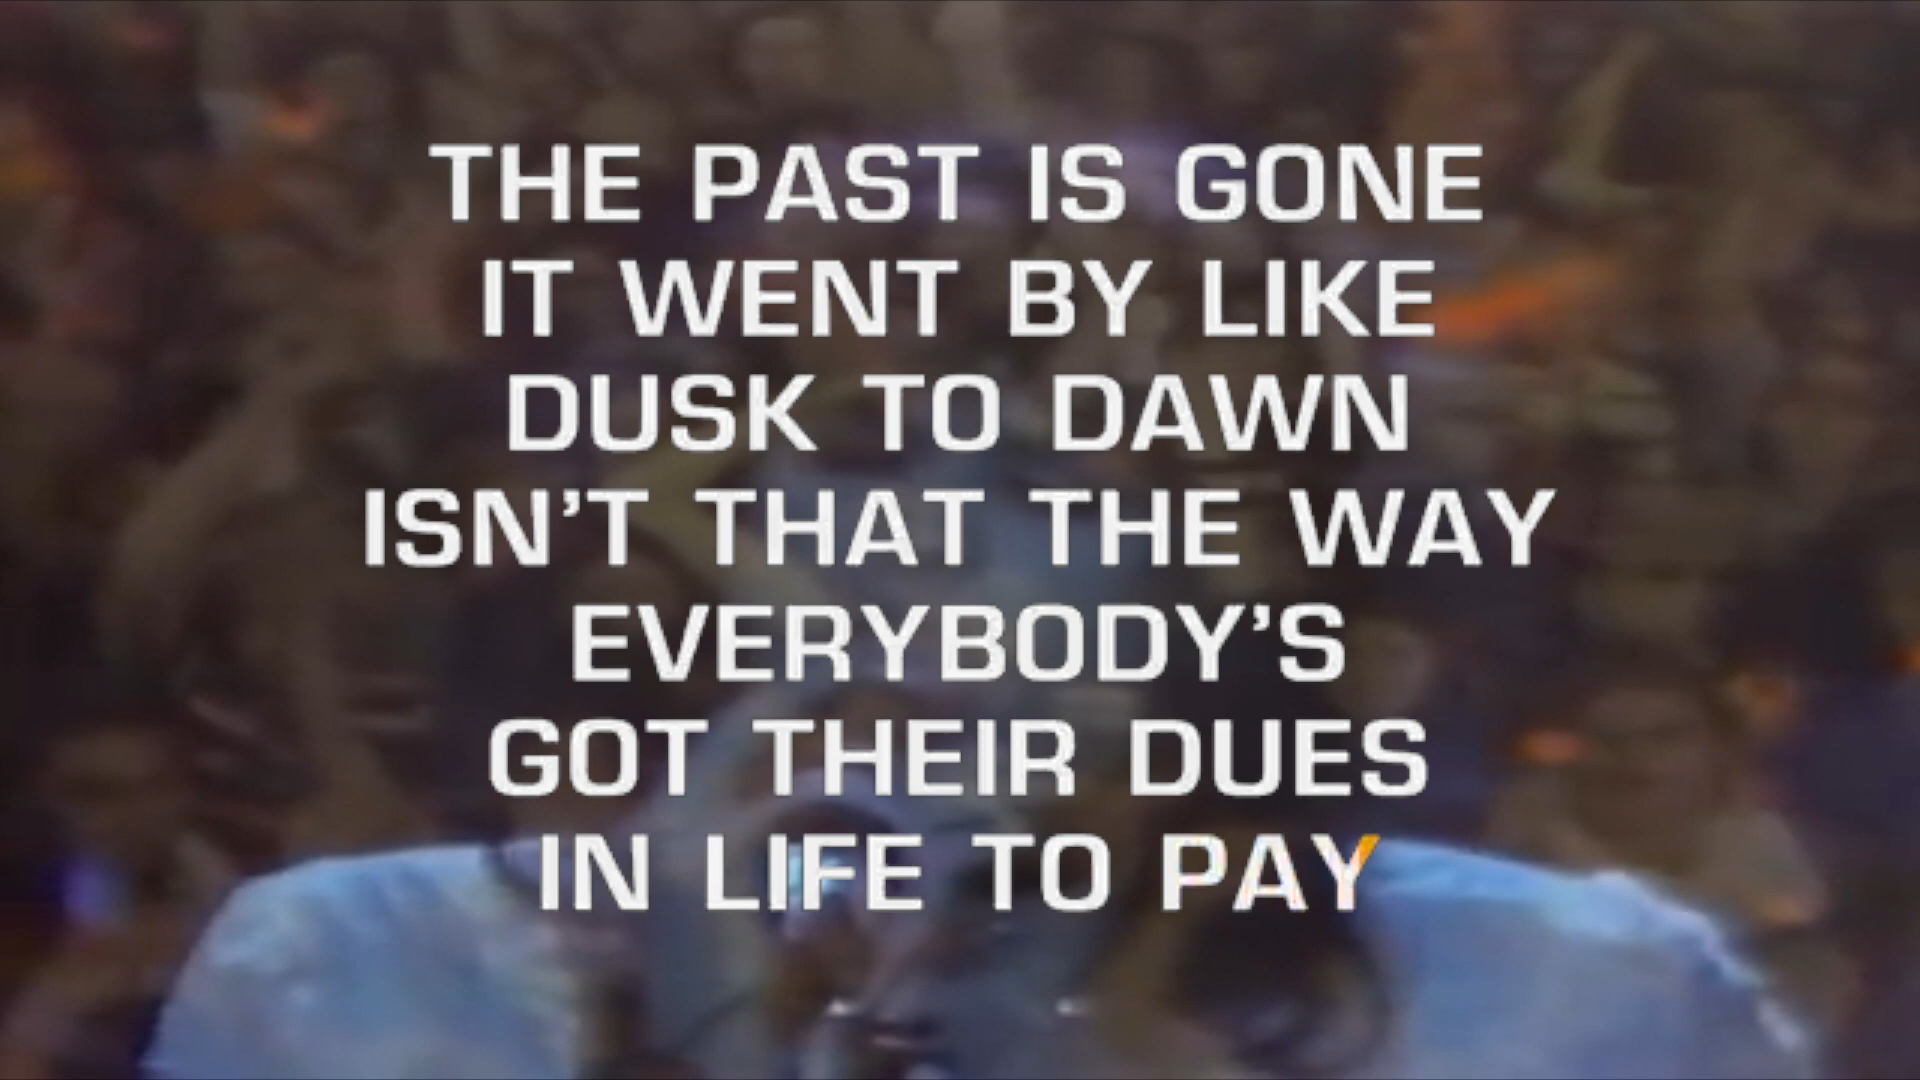 THE PAST IS GONE
IT WENT BY LIKE
DUSK TO DAWN
ISN'T THAT THE WAY
EVERYBODY'S
GOT THEIR DUES
IN LIFE TO PAY